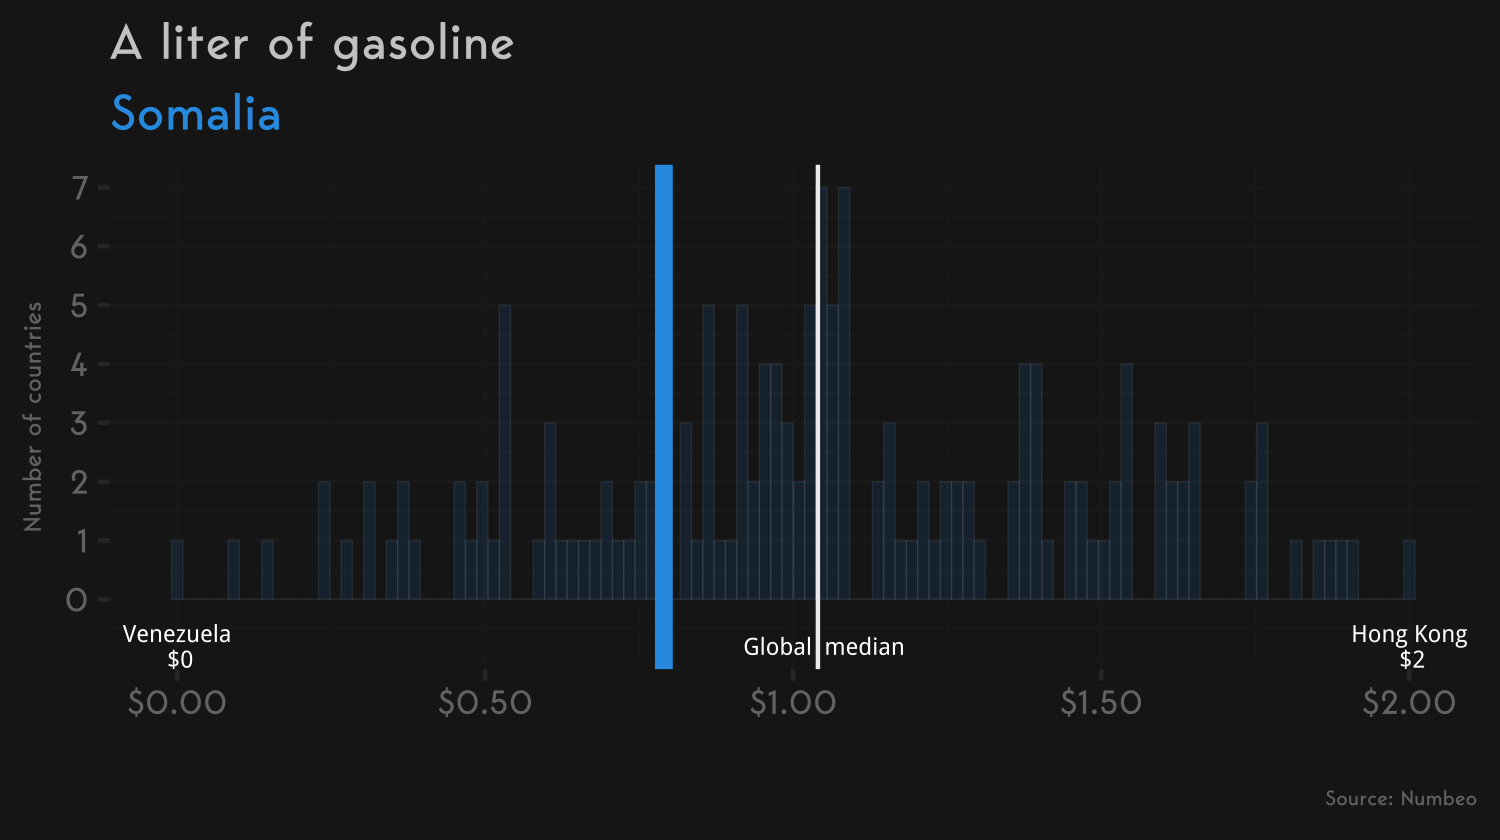 A liter of gasoline
Somalia
Number of countries
7
6
5
4
3
2
1
0
Venezuela
$0
Global median
Hong Kong
$2
$0.00 $0.50 $1.00 $1.50 $2.00
Source: Numbeo